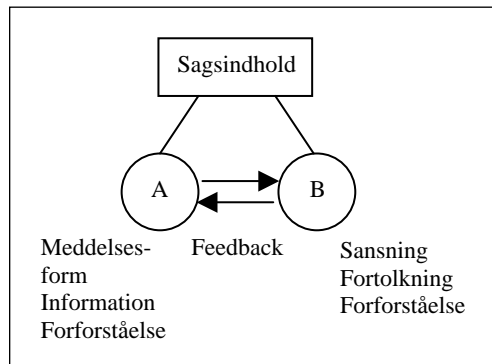 Sagsindhold
A
B
Meddelses-
form
Information
Forforståelse
Feedback
Sansning
Fortolkning
Forforståelse